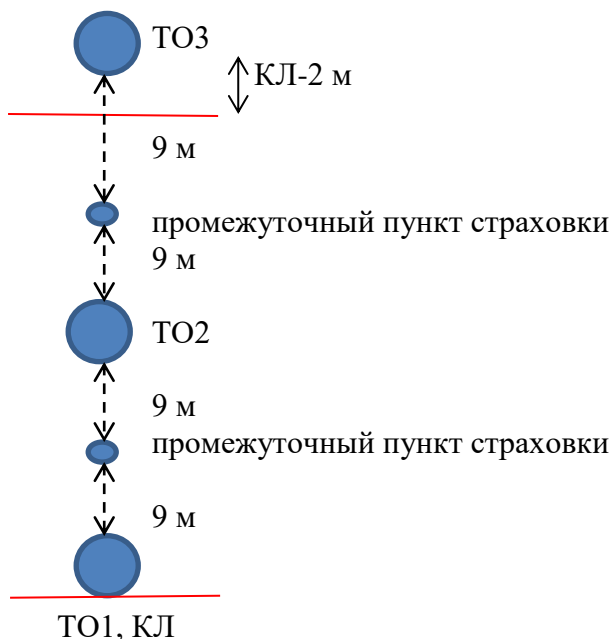 ТО3
КЛ-2 м
9 м
промежуточный пункт страховки
9 м
ТО2
9 м
промежуточный пункт страховки
9 м
ТО1, КЛ